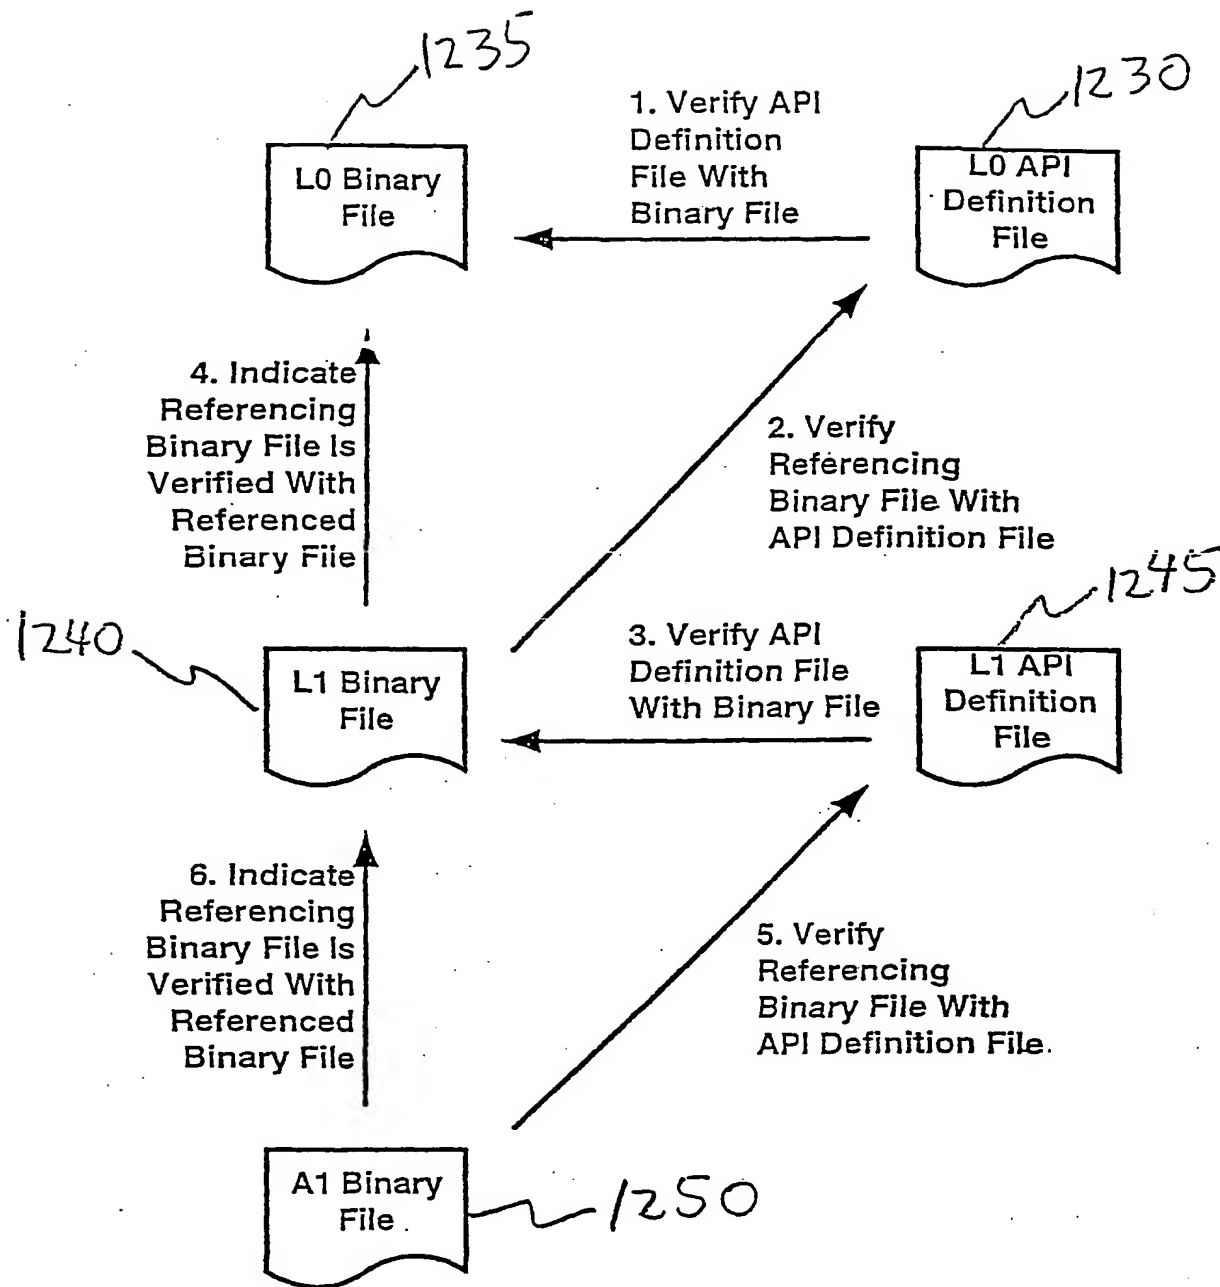 1235
1230
1. Verify API
Definition
File With
Binary File
L0 Binary
File
L0 API
Definition
File
4. Indicate
Referencing
Binary File Is
Verified With
Referenced
Binary File
2. Verify
Referencing
Binary File With
API Definition File
1245
1240
3. Verify API
Definition File
With Binary File
L1 Binary
File
L1 API
Definition
File
6. Indicate
Referencing
Binary File Is
Verified With
Referenced
Binary File
5. Verify
Referencing
Binary File With
API Definition File.
A1 Binary
File
1250